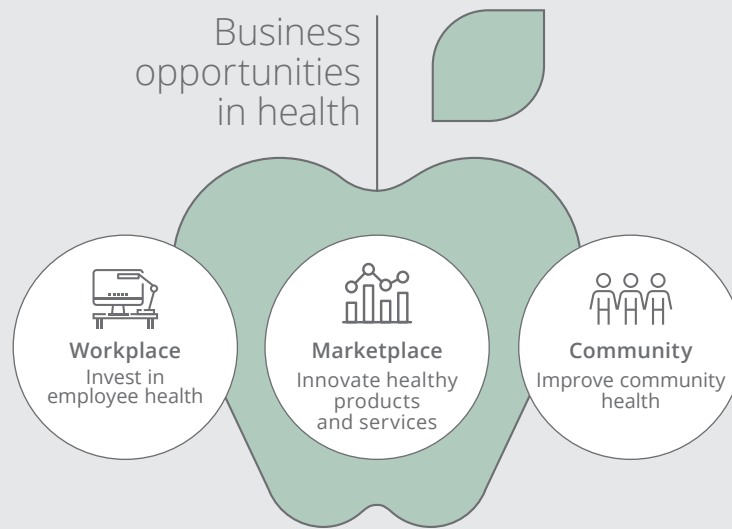 Business
opportunities
in health
Workplace
Invest in
employee health
Marketplace
Innovate healthy
products
and services
Community
Improve community
health